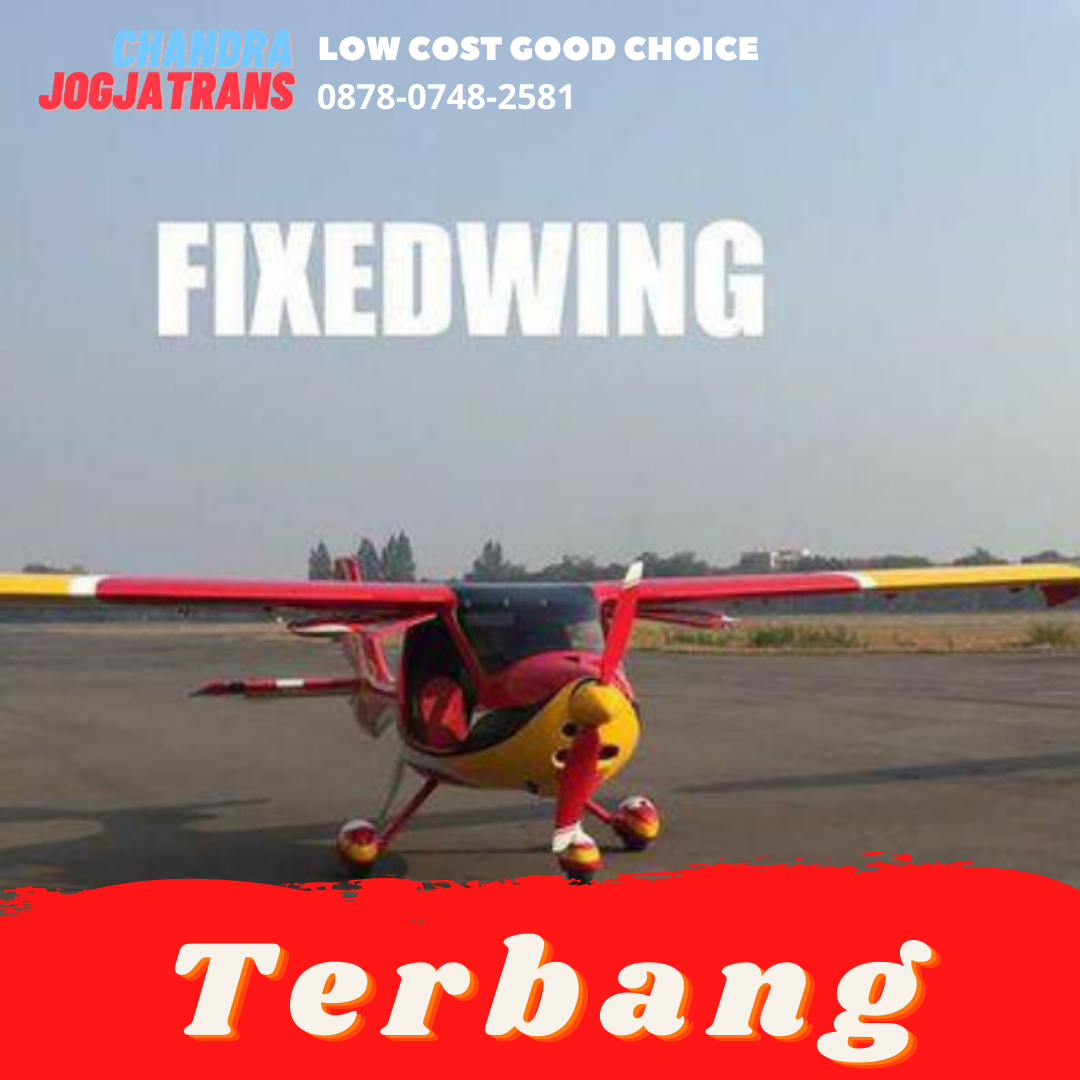 CHANDRA
JOGJATRANS
LOW COST GOOD CHOICE
0878-0748-2581
FIXEDWING
Terbang